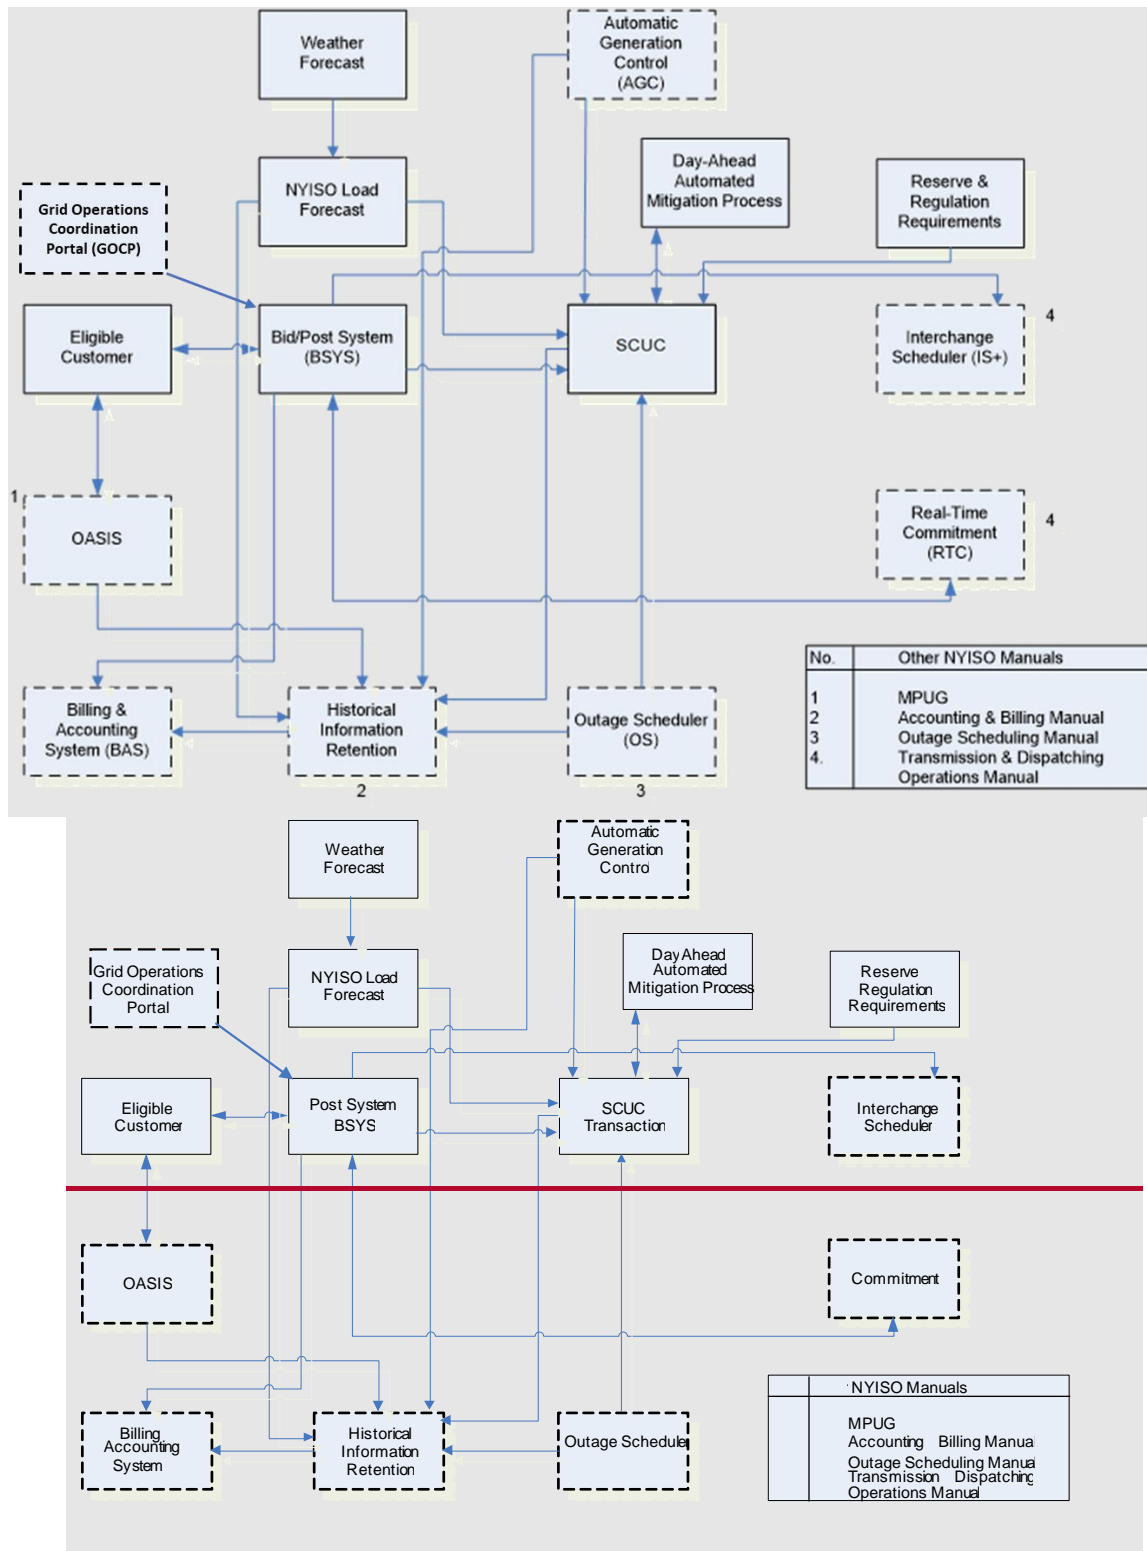 Weather
Forecast
Automatic
Generation
Control
(AGC)
Day-Ahead
Automated
Mitigation Process
NYISO Load
Forecast
Reserve &
Regulation
Requirements
Grid Operations
Coordination
Portal (GOCP)
Eligible
Customer
Bid/Post System
(BSYS)
SCUC
Interchange
Scheduler (IS+)
4
1
OASIS
Real-Time
Commitment
(RTC)
4
Billing &
Accounting
System (BAS)
Historical
Information
Retention
2
Outage Scheduler
(OS)
3
No. Other NYISO Manuals
1 MPUG
2 Accounting & Billing Manual
3 Outage Scheduling Manual
4. Transmission & Dispatching
Operations Manual
Weather
Forecast
Automatic
Generation
Control
Day Ahead
Automated
Mitigation Process
NYISO Load
Forecast
Reserve
Regulation
Requirements
Grid Operations
Coordination
Portal
Eligible
Customer
Post System
BSYS
SCUC
Transaction
Interchange
Scheduler
OASIS
Commitment
Billing
Accounting
System
Historical
Information
Retention
Outage Scheduler
NYISO Manuals
MPUG
Accounting Billing Manual
Outage Scheduling Manual
Transmission Dispatching
Operations Manual